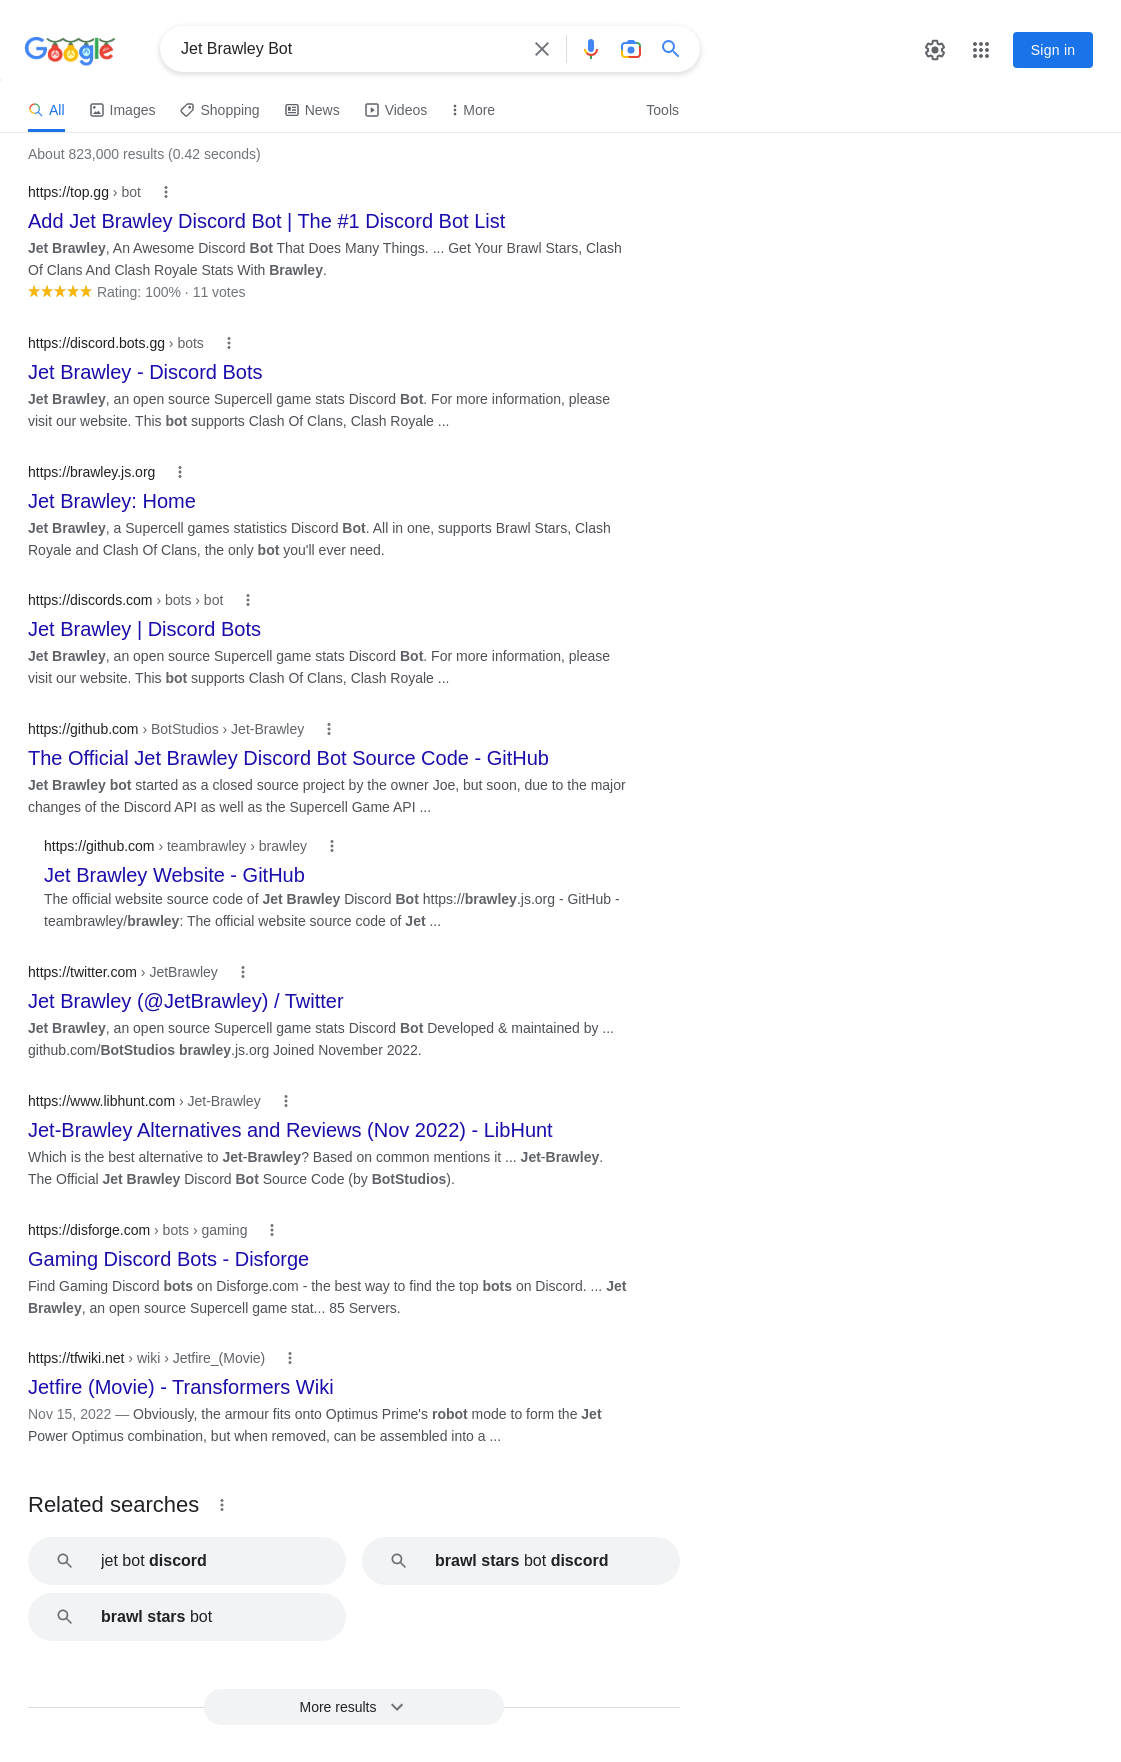 Google
Jet Brawley Bot
Sign in
All
Images
Shopping
News
Videos
More
Tools
About 823,000 results (0.42 seconds)
https://top.gg › bot
Add Jet Brawley Discord Bot | The #1 Discord Bot List
Jet Brawley, An Awesome Discord Bot That Does Many Things. ... Get Your Brawl Stars, Clash
Of Clans And Clash Royale Stats With Brawley.
Rating: 100% · 11 votes
https://discord.bots.gg › bots
Jet Brawley - Discord Bots
Jet Brawley, an open source Supercell game stats Discord Bot. For more information, please
visit our website. This bot supports Clash Of Clans, Clash Royale ...
https://brawley.js.org
Jet Brawley: Home
Jet Brawley, a Supercell games statistics Discord Bot. All in one, supports Brawl Stars, Clash
Royale and Clash Of Clans, the only bot you'll ever need.
https://discords.com › bots › bot
Jet Brawley | Discord Bots
Jet Brawley, an open source Supercell game stats Discord Bot. For more information, please
visit our website. This bot supports Clash Of Clans, Clash Royale ...
https://github.com › BotStudios › Jet-Brawley
The Official Jet Brawley Discord Bot Source Code - GitHub
Jet Brawley bot started as a closed source project by the owner Joe, but soon, due to the major
changes of the Discord API as well as the Supercell Game API ...
https://github.com › teambrawley › brawley
Jet Brawley Website - GitHub
The official website source code of Jet Brawley Discord Bot https://brawley.js.org - GitHub -
teambrawley/brawley: The official website source code of Jet ...
https://twitter.com › JetBrawley
Jet Brawley (@JetBrawley) / Twitter
Jet Brawley, an open source Supercell game stats Discord Bot Developed & maintained by ...
github.com/BotStudios brawley.js.org Joined November 2022.
https://www.libhunt.com › Jet-Brawley
Jet-Brawley Alternatives and Reviews (Nov 2022) - LibHunt
Which is the best alternative to Jet-Brawley? Based on common mentions it ... Jet-Brawley.
The Official Jet Brawley Discord Bot Source Code (by BotStudios).
https://disforge.com › bots › gaming
Gaming Discord Bots - Disforge
Find Gaming Discord bots on Disforge.com - the best way to find the top bots on Discord. ... Jet
Brawley, an open source Supercell game stat... 85 Servers.
https://tfwiki.net › wiki › Jetfire_(Movie)
Jetfire (Movie) - Transformers Wiki
Nov 15, 2022 — Obviously, the armour fits onto Optimus Prime's robot mode to form the Jet
Power Optimus combination, but when removed, can be assembled into a ...
Related searches
jet bot discord
brawl stars bot discord
brawl stars bot
More results